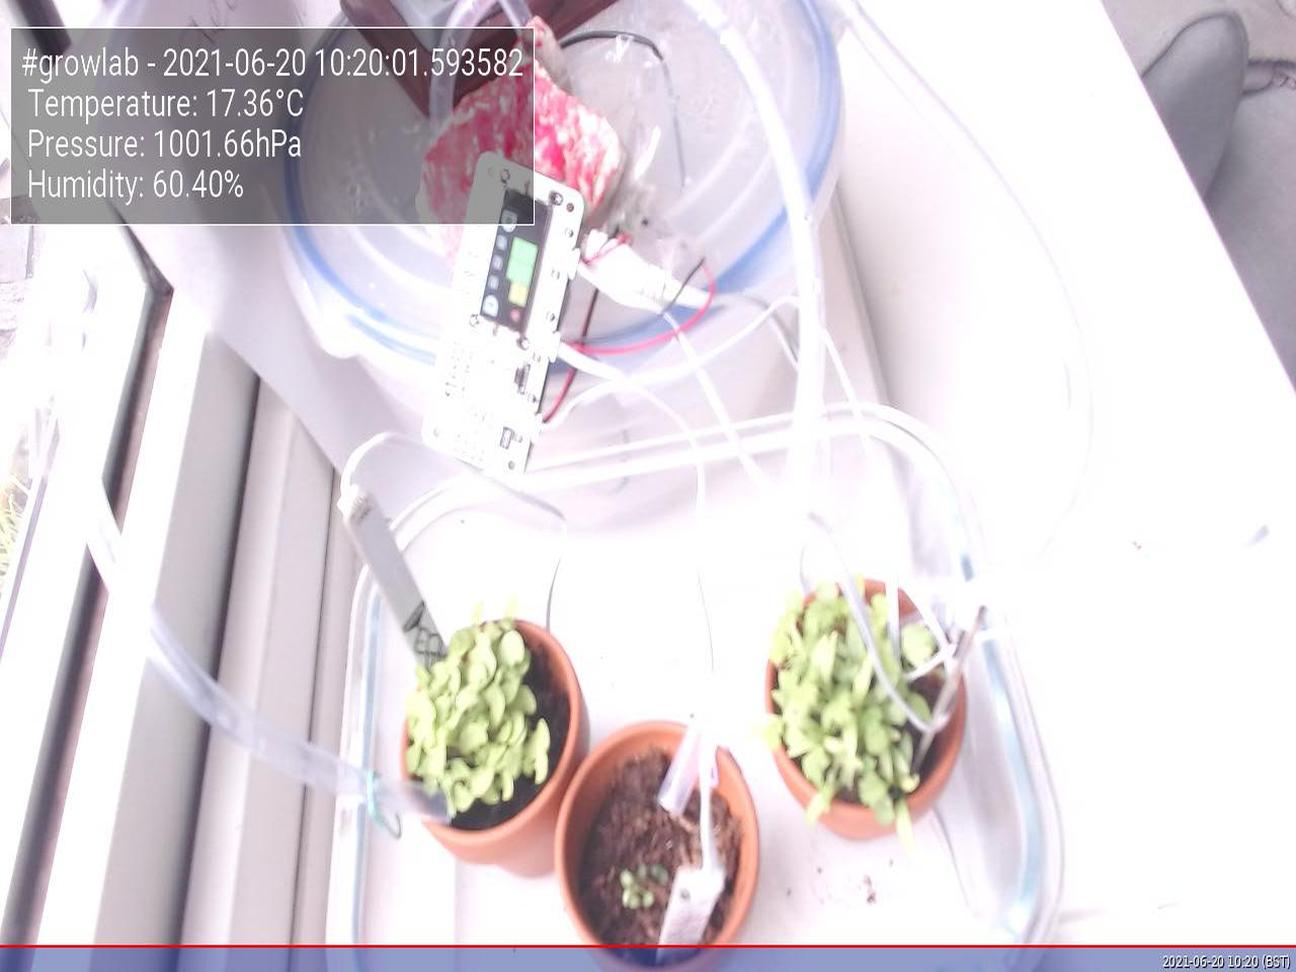 #growlab - 2021-06-20 10:20:01.593582
Temperature: 17.36°C
Pressure: 1001.66hPa
Humidity: 60.40%
2021-06-20 10:20 (BST)